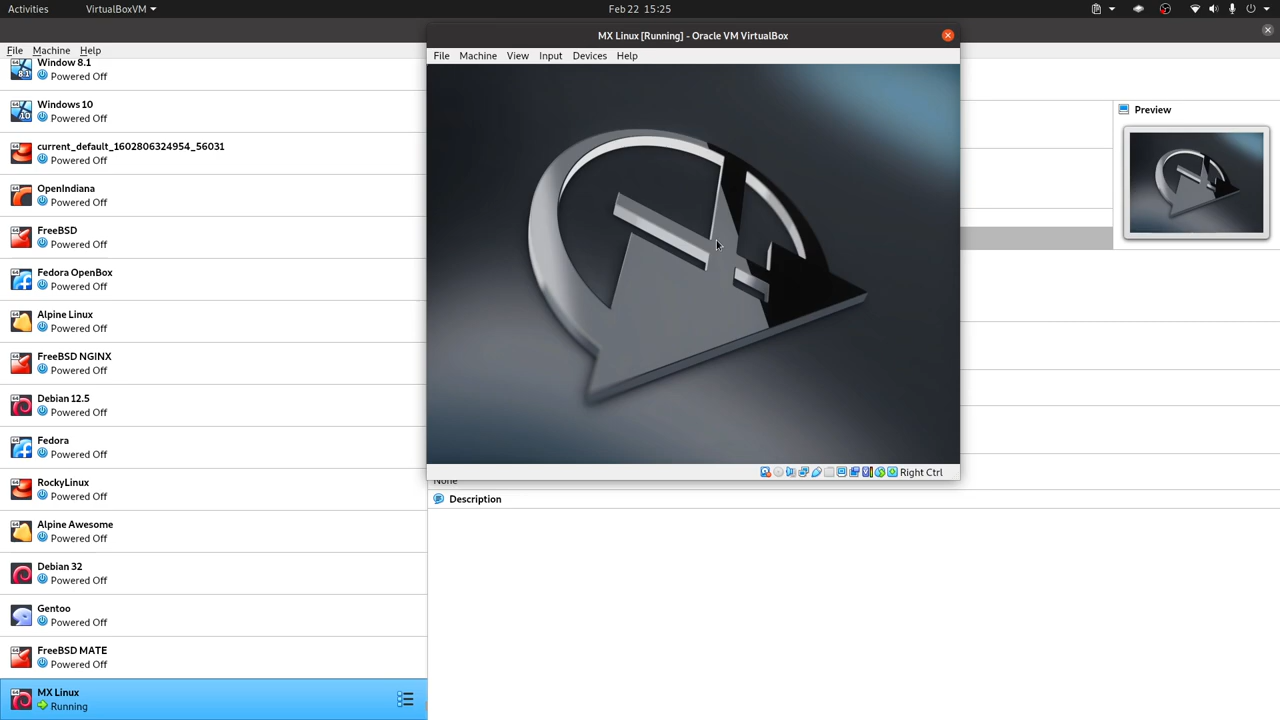 Activities
VirtualBoxVM
Feb 22 15:25
File Machine Help
Window 8.1
Powered Off
Windows 10
Powered Off
current_default_1602806324954_56031
Powered Off
OpenIndiana
Powered Off
FreeBSD
Powered Off
Fedora OpenBox
Powered Off
Alpine Linux
Powered Off
FreeBSD NGINX
Powered Off
Debian 12.5
Powered Off
Fedora
Powered Off
RockyLinux
Powered Off
Alpine Awesome
Powered Off
Debian 32
Powered Off
Gentoo
Powered Off
FreeBSD MATE
Powered Off
MX Linux
Running
MX Linux [Running] - Oracle VM VirtualBox
File Machine View Input Devices Help
Right Ctrl
None
Description
Preview